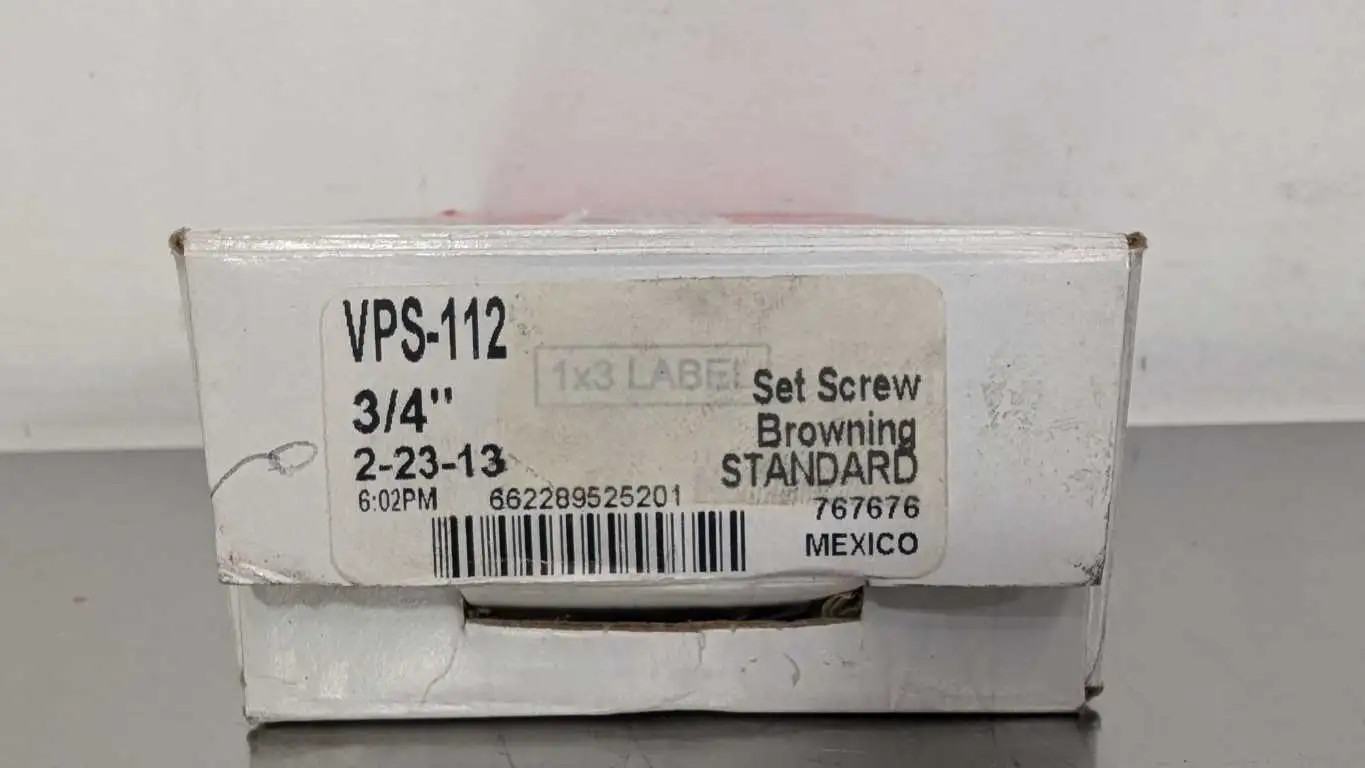 VPS-112
1x3 LABEL
3/4"
Set Screw
Browning
2-23-13
STANDARD
6:02PM
662289525201
767676
MEXICO